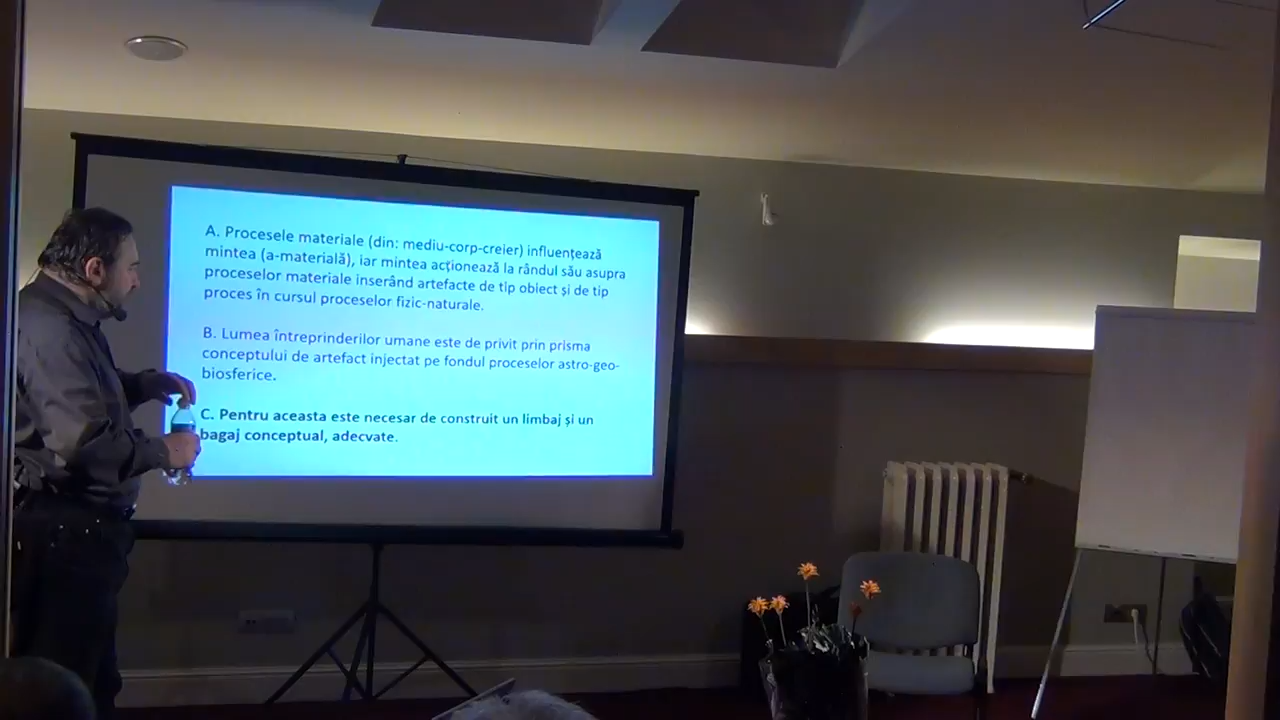 A. Procesele materiale (din: mediu-corp-creier) influențează
mintea (a-materială), iar mintea acționează la rândul său asupra
proceselor materiale inserând artefacte de tip obiect și de tip
proces în cursul proceselor fizic-naturale.
B. Lumea întreprinderilor umane este de privit prin prisma
conceptului de artefact injectat pe fondul proceselor astro-geo-
biosferice.
C. Pentru aceasta este necesar de construit un limbaj și un
bagaj conceptual, adecvate.